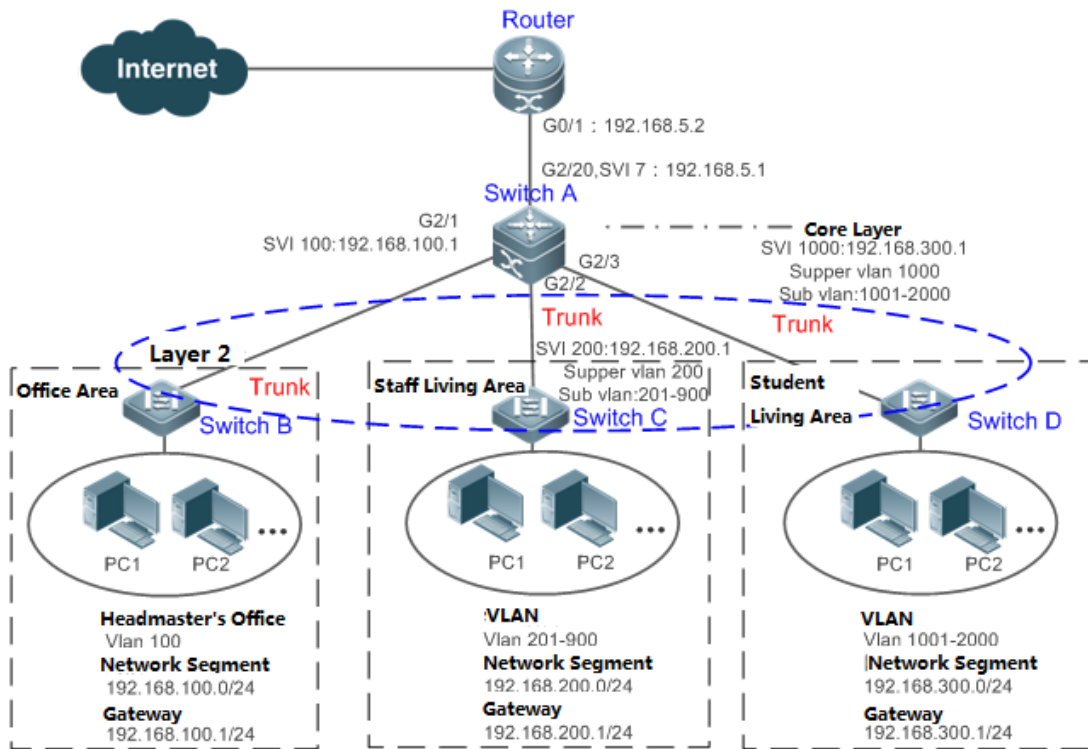 Router
Internet
G0/1：192.168.5.2
G2/20,SVI 7：192.168.5.1
Switch A
G2/1
SVI 100:192.168.100.1
Core Layer
SVI 1000:192.168.300.1
Supper vlan 1000
Sub vlan:1001-2000
G2/3
G2/2
Trunk
Trunk
Layer 2
SVI 200:192.168.200.1
Supper vlan 200
Sub vlan:201-900
Office Area
Trunk
Switch B
Staff Living Area
Switch C
Student
Living Area
Switch D
PC1
PC2
...
PC1
PC2
...
PC1
PC2
...
Headmaster's Office
Vlan 100
Network Segment
192.168.100.0/24
Gateway
192.168.100.1/24
VLAN
Vlan 201-900
Network Segment
192.168.200.0/24
Gateway
192.168.200.1/24
VLAN
Vlan 1001-2000
Network Segment
192.168.300.0/24
Gateway
192.168.300.1/24